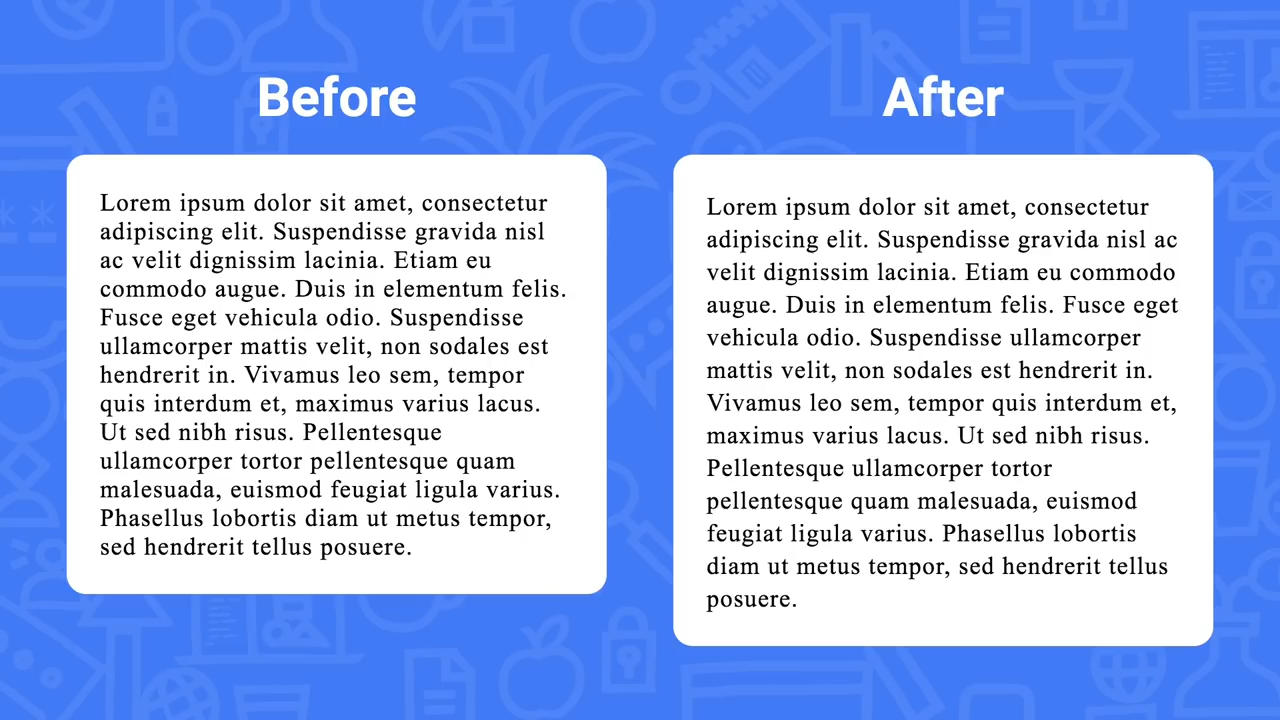 Before
Lorem ipsum dolor sit amet, consectetur
adipiscing elit. Suspendisse gravida nisl
ac velit dignissim lacinia. Etiam eu
commodo augue. Duis in elementum felis.
Fusce eget vehicula odio. Suspendisse
ullamcorper mattis velit, non sodales est
hendrerit in. Vivamus leo sem, tempor
quis interdum et, maximus varius lacus.
Ut sed nibh risus. Pellentesque
ullamcorper tortor pellentesque quam
malesuada, euismod feugiat ligula varius.
Phasellus lobortis diam ut metus tempor,
sed hendrerit tellus posuere.
After
Lorem ipsum dolor sit amet, consectetur
adipiscing elit. Suspendisse gravida nisl ac
velit dignissim lacinia. Etiam eu commodo
augue. Duis in elementum felis. Fusce eget
vehicula odio. Suspendisse ullamcorper
mattis velit, non sodales est hendrerit in.
Vivamus leo sem, tempor quis interdum et,
maximus varius lacus. Ut sed nibh risus.
Pellentesque ullamcorper tortor
pellentesque quam malesuada, euismod
feugiat ligula varius. Phasellus lobortis
diam ut metus tempor, sed hendrerit tellus
posuere.